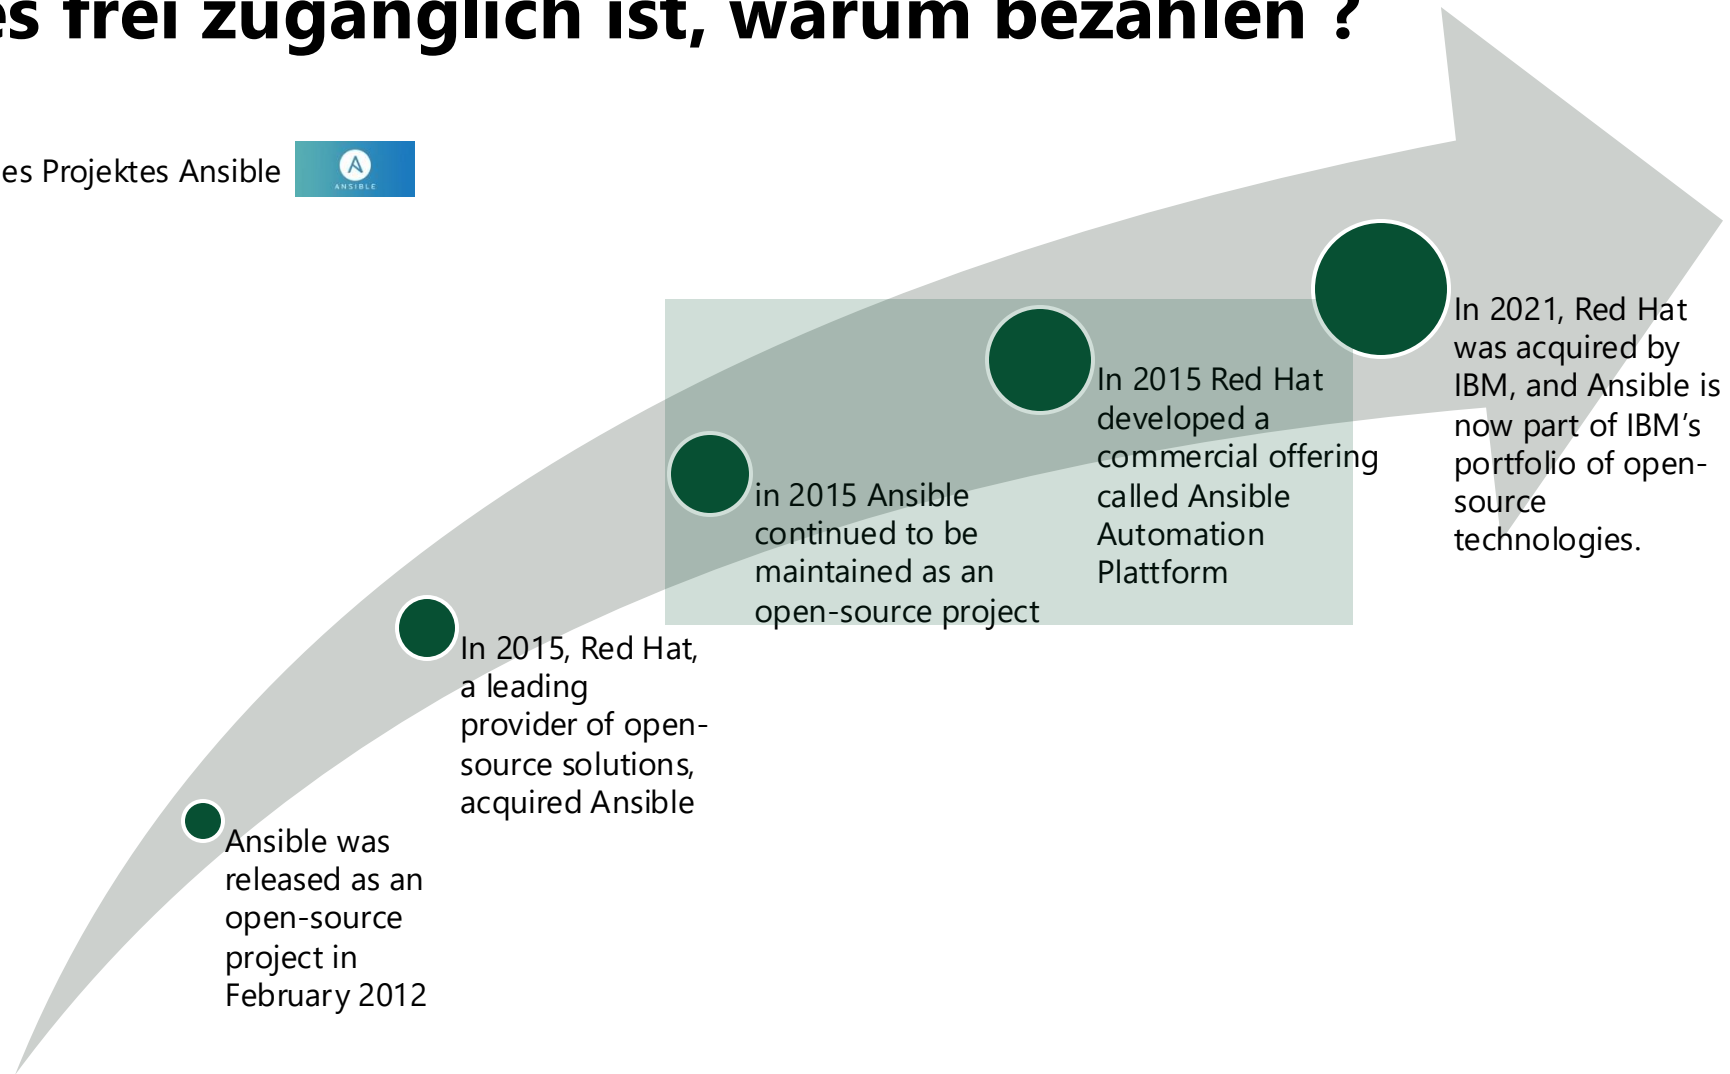 es frei zugänglich ist, warum bezahlen ?
es Projektes Ansible
ANSIBLE
In 2021, Red Hat
was acquired by
IBM, and Ansible is
now part of IBM’s
portfolio of open-
source
technologies.
In 2015 Red Hat
developed a
commercial offering
called Ansible
Automation
Plattform
in 2015 Ansible
continued to be
maintained as an
open-source project
In 2015, Red Hat,
a leading
provider of open-
source solutions,
acquired Ansible
Ansible was
released as an
open-source
project in
February 2012